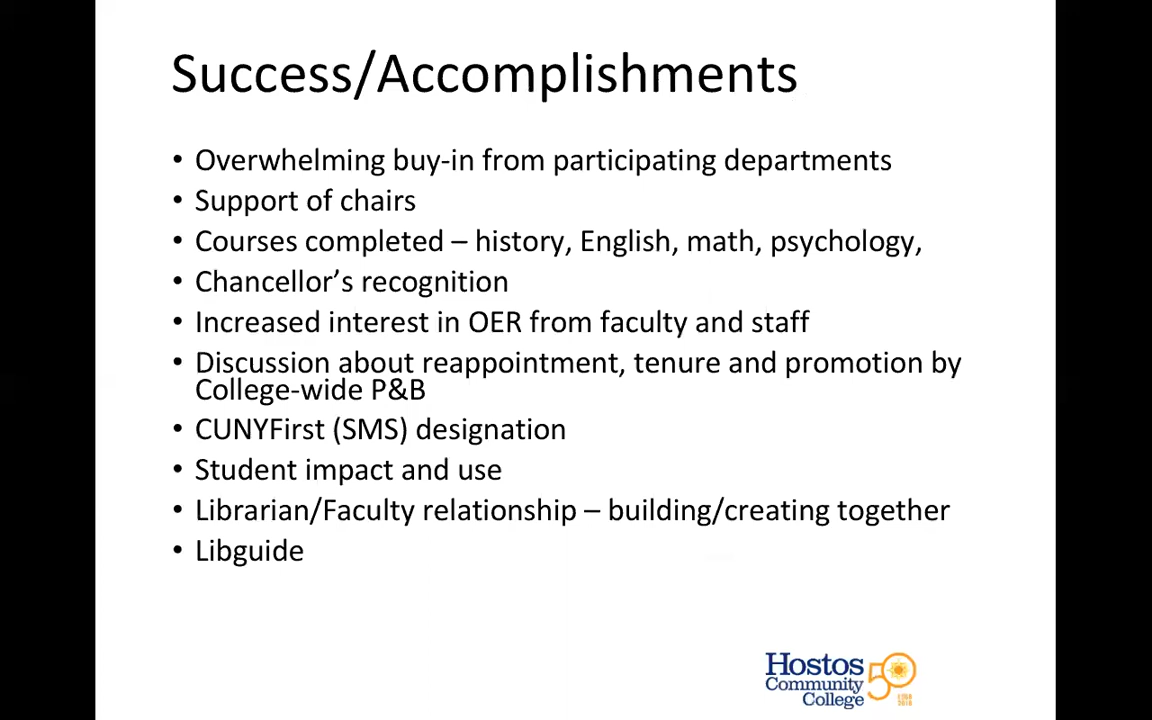 Success/Accomplishments
• Overwhelming buy-in from participating departments
• Support of chairs
• Courses completed – history, English, math, psychology,
• Chancellor’s recognition
• Increased interest in OER from faculty and staff
• Discussion about reappointment, tenure and promotion by
College-wide P&B
• CUNYFirst (SMS) designation
• Student impact and use
• Librarian/Faculty relationship – building/creating together
• Libguide
Hostos
Community
College
50